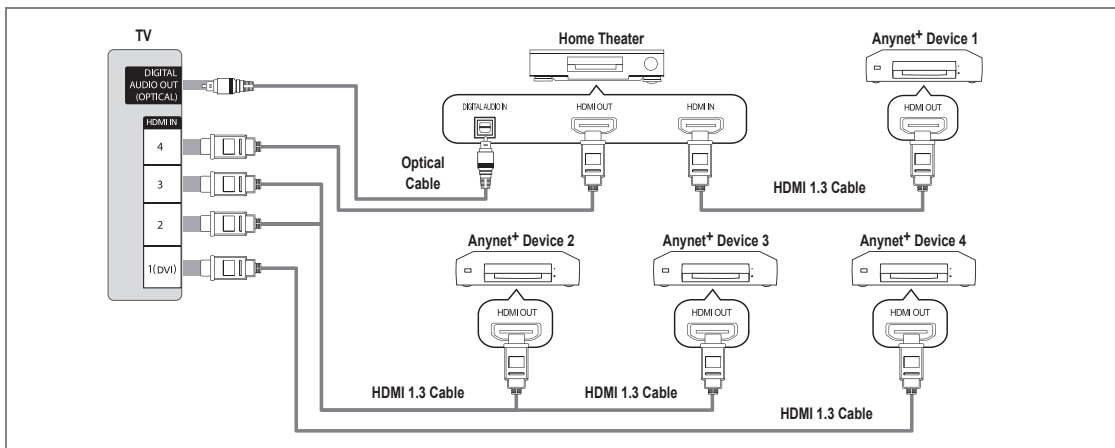 TV
Home Theater
Anynet+ Device 1
DIGITAL
AUDIO OUT
(OPTICAL)
HDMI IN
4
3
2
1(DVI)
DIGITAL AUDIO IN
HDMI OUT
HDMI IN
HDMI OUT
Optical
Cable
HDMI 1.3 Cable
Anynet+ Device 2
Anynet+ Device 3
Anynet+ Device 4
HDMI OUT
HDMI OUT
HDMI OUT
HDMI 1.3 Cable
HDMI 1.3 Cable
HDMI 1.3 Cable